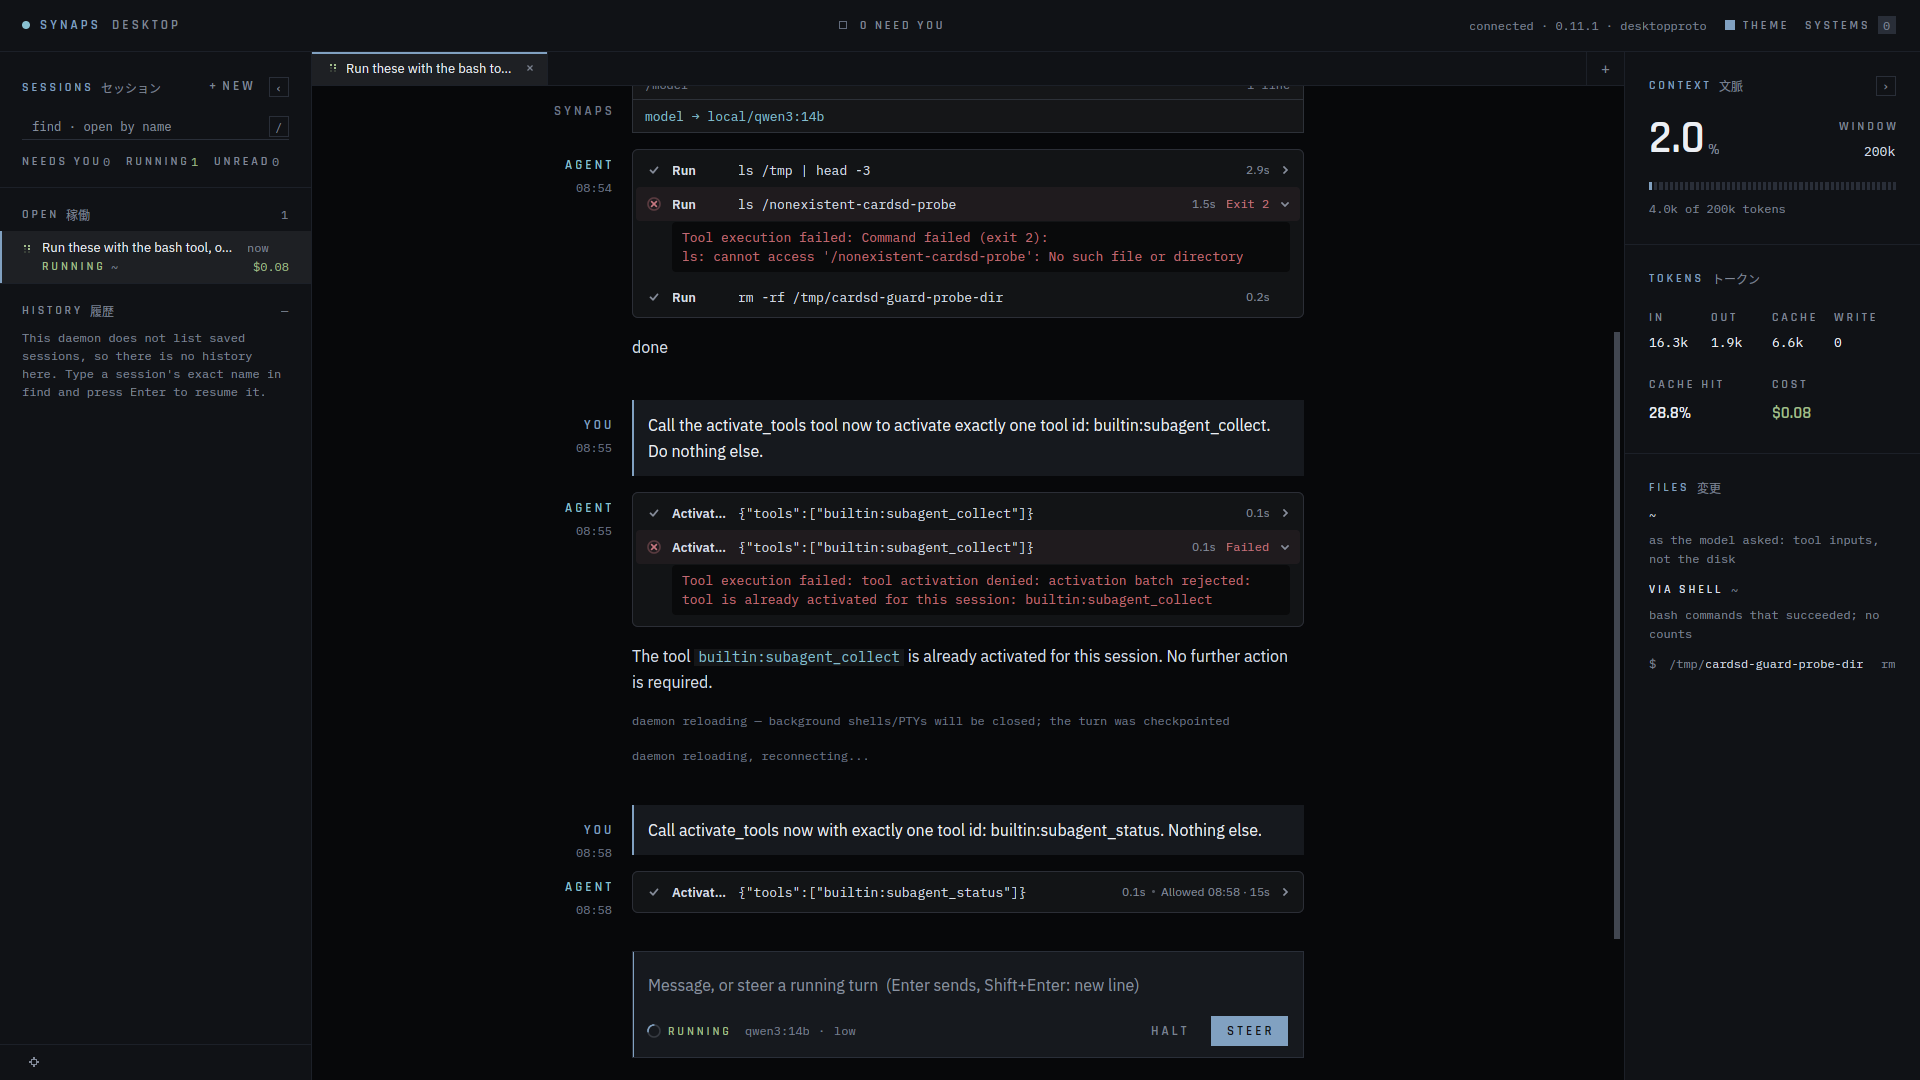 SYNAPS DESKTOP
0 NEED YOU
connected · 0.11.1 · desktopproto THEME SYSTEMS 0
SESSIONS セッション + NEW ‹
find · open by name /
NEEDS YOU 0 RUNNING 1 UNREAD 0
OPEN 稼働 1
Run these with the bash tool, o... now
RUNNING ~ $0.08
HISTORY 履歴 —
This daemon does not list saved
sessions, so there is no history
here. Type a session's exact name in
find and press Enter to resume it.
Run these with the bash to... × +
/model 1 line
SYNAPS
model → local/qwen3:14b
AGENT
08:54
Run ls /tmp | head -3 2.9s
Run ls /nonexistent-cardsd-probe 1.5s Exit 2
Tool execution failed: Command failed (exit 2):
ls: cannot access '/nonexistent-cardsd-probe': No such file or directory
Run rm -rf /tmp/cardsd-guard-probe-dir 0.2s
done
YOU
08:55
Call the activate_tools tool now to activate exactly one tool id: builtin:subagent_collect.
Do nothing else.
AGENT
08:55
Activat... {"tools":["builtin:subagent_collect"]} 0.1s
Activat... {"tools":["builtin:subagent_collect"]} 0.1s Failed
Tool execution failed: tool activation denied: activation batch rejected:
tool is already activated for this session: builtin:subagent_collect
The tool builtin:subagent_collect is already activated for this session. No further action
is required.
daemon reloading — background shells/PTYs will be closed; the turn was checkpointed
daemon reloading, reconnecting...
YOU
08:58
Call activate_tools now with exactly one tool id: builtin:subagent_status. Nothing else.
AGENT
08:58
Activat... {"tools":["builtin:subagent_status"]} 0.1s • Allowed 08:58 · 15s
Message, or steer a running turn (Enter sends, Shift+Enter: new line)
RUNNING qwen3:14b · low HALT STEER
CONTEXT 文脈 ›
2.0 % WINDOW
200k
4.0k of 200k tokens
TOKENS トークン
IN OUT CACHE WRITE
16.3k 1.9k 6.6k 0
CACHE HIT COST
28.8% $0.08
FILES 変更
~
as the model asked: tool inputs,
not the disk
VIA SHELL ~
bash commands that succeeded; no
counts
$ /tmp/cardsd-guard-probe-dir rm